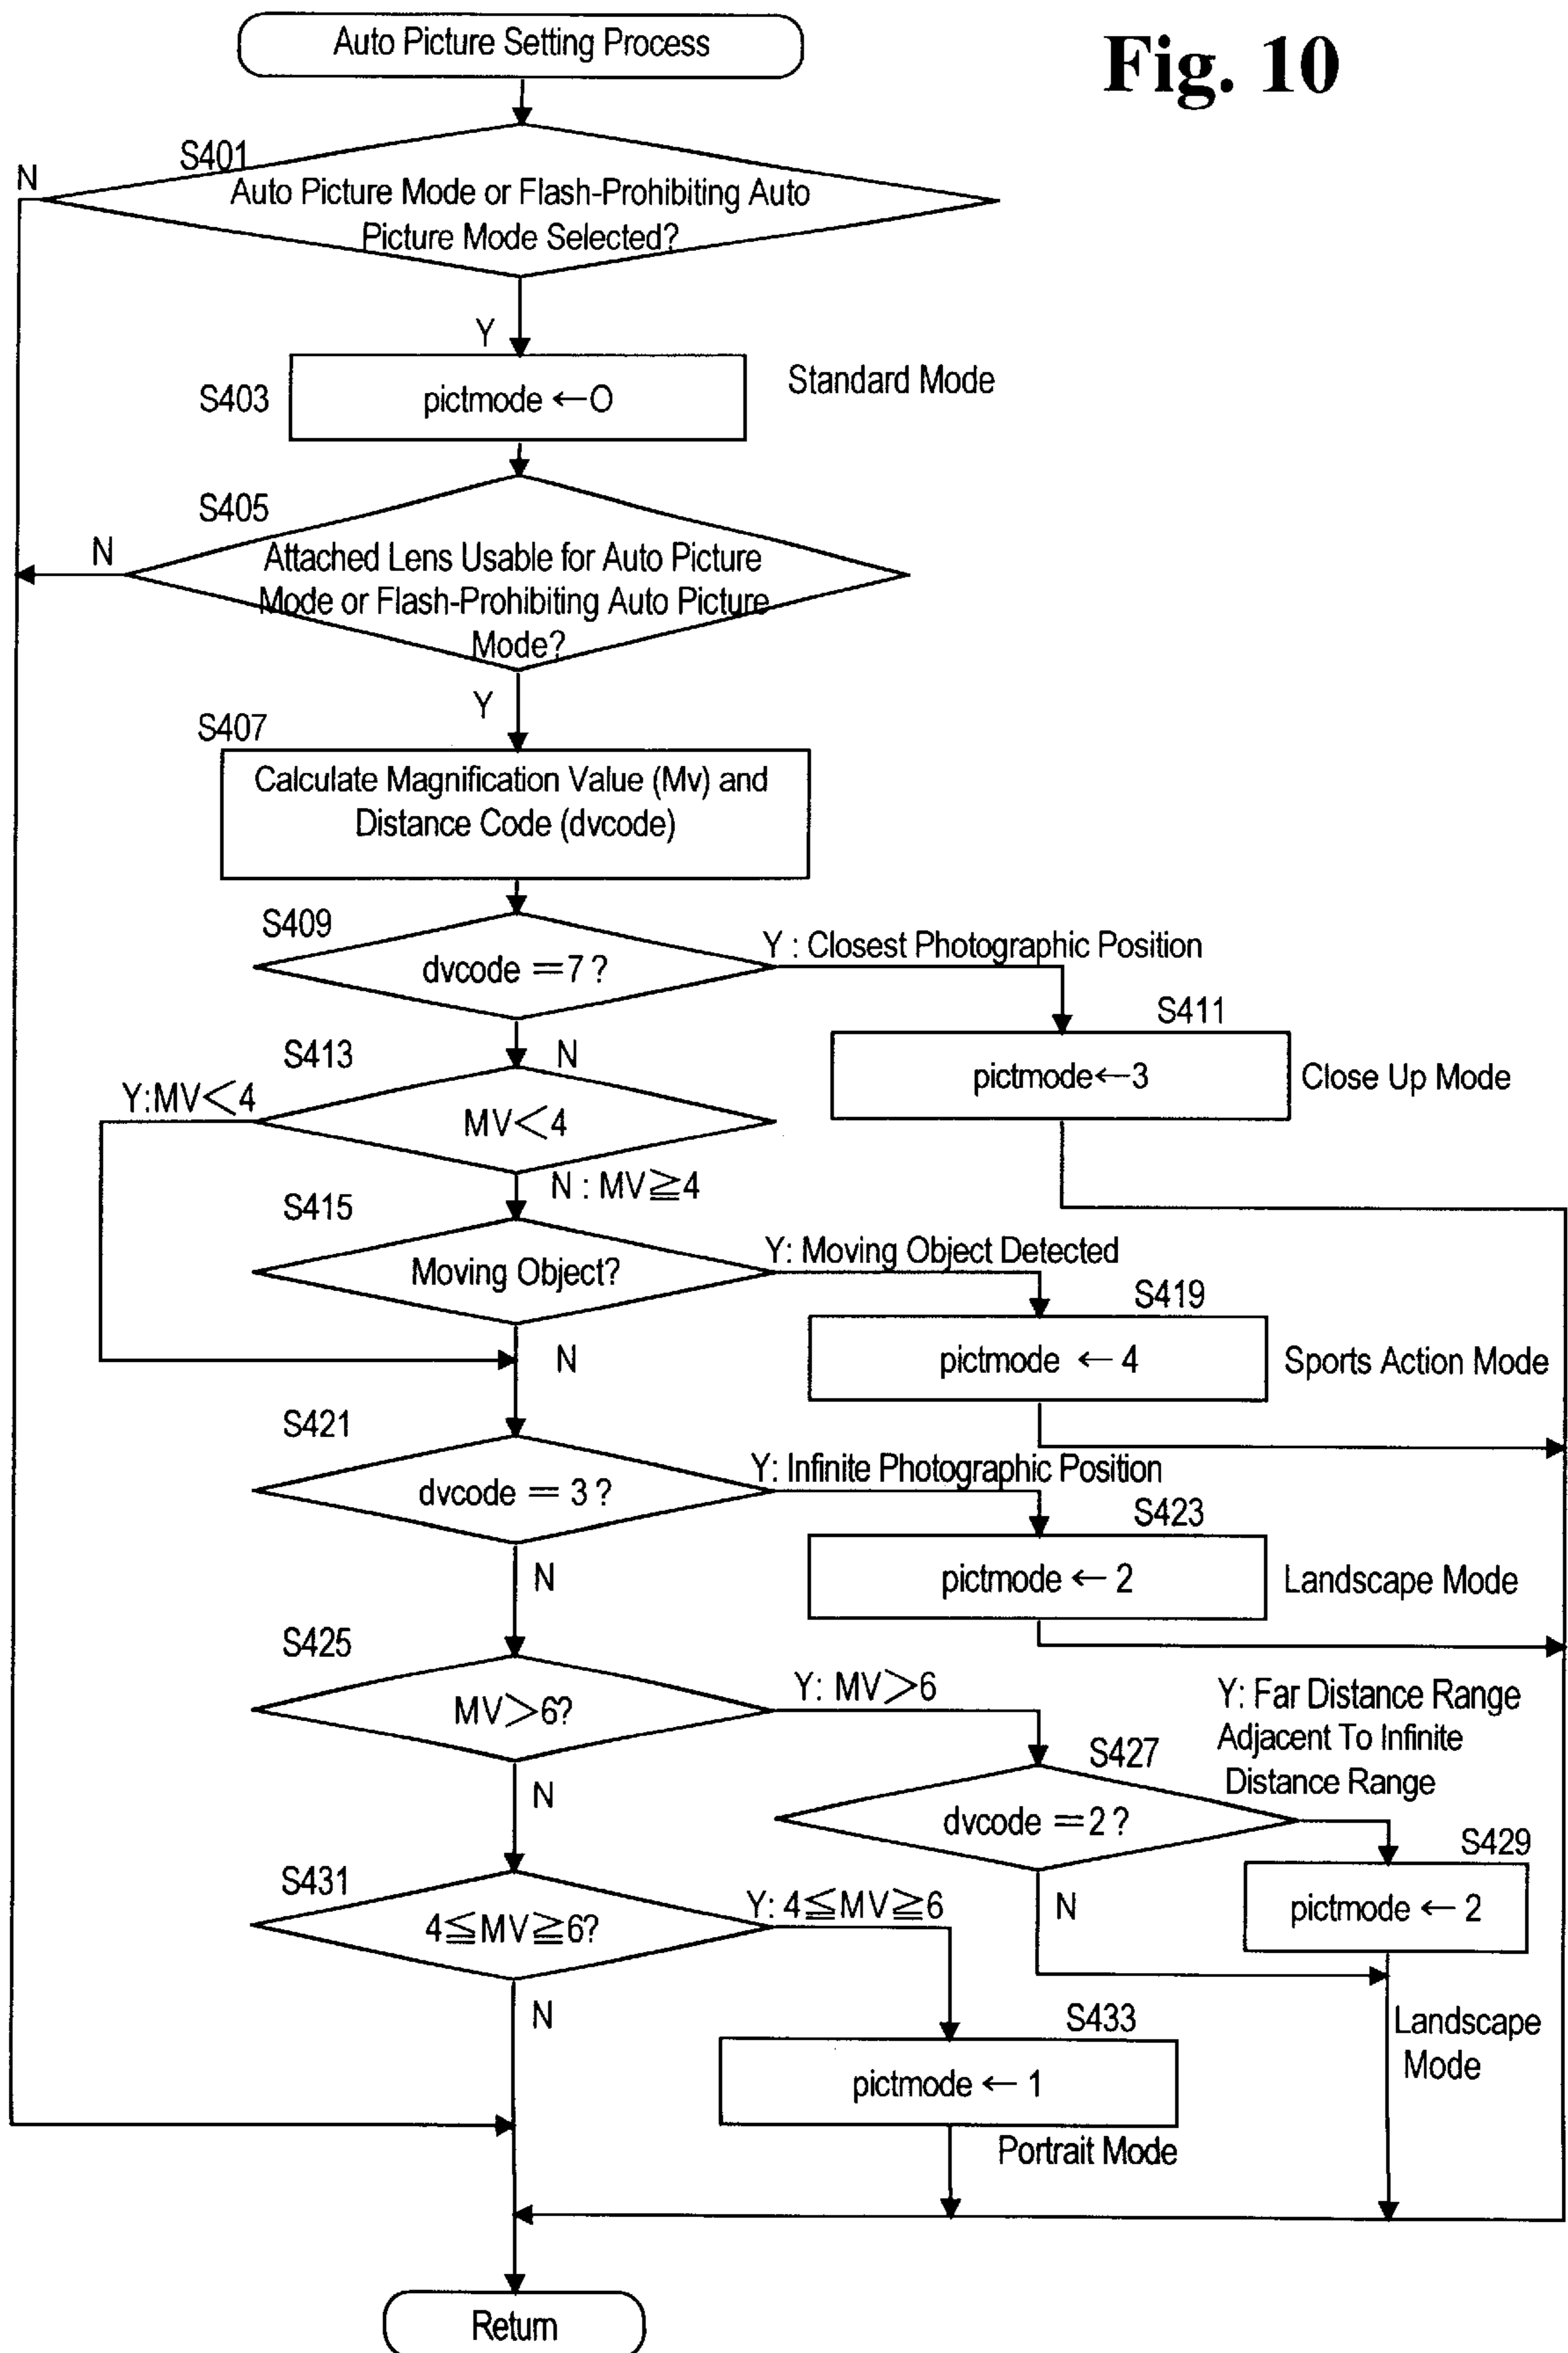 Fig. 10
Auto Picture Setting Process
S401
N
Auto Picture Mode or Flash-Prohibiting Auto
Picture Mode Selected?
Y
S403
pictmode ←O
Standard Mode
S405
N
Attached Lens Usable for Auto Picture
Mode or Flash-Prohibiting Auto Picture
Mode?
Y
S407
Calculate Magnification Value (Mv) and
Distance Code (dvcode)
S409
dvcode =7 ?
Y : Closest Photographic Position
S411
pictmode←3
Close Up Mode
N
S413
Y:MV<4
MV<4
N : MV≧4
S415
Moving Object?
Y: Moving Object Detected
S419
pictmode ← 4
Sports Action Mode
N
S421
dvcode = 3 ?
Y: Infinite Photographic Position
S423
pictmode ← 2
Landscape Mode
N
S425
MV>6?
Y: MV>6
Y: Far Distance Range
Adjacent To Infinite
Distance Range
S427
dvcode =2 ?
S429
pictmode ← 2
N
Landscape
Mode
N
S431
4≦MV≧6?
Y: 4≦MV≧6
S433
pictmode ← 1
Portrait Mode
N
Return